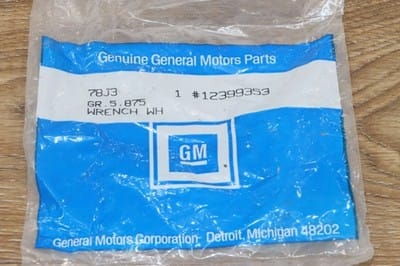 Genuine General Motors Parts
78J3 1 #12399353
GR.5.875
WRENCH WH
GM
General Motors Corporation, Detroit, Michigan 48202